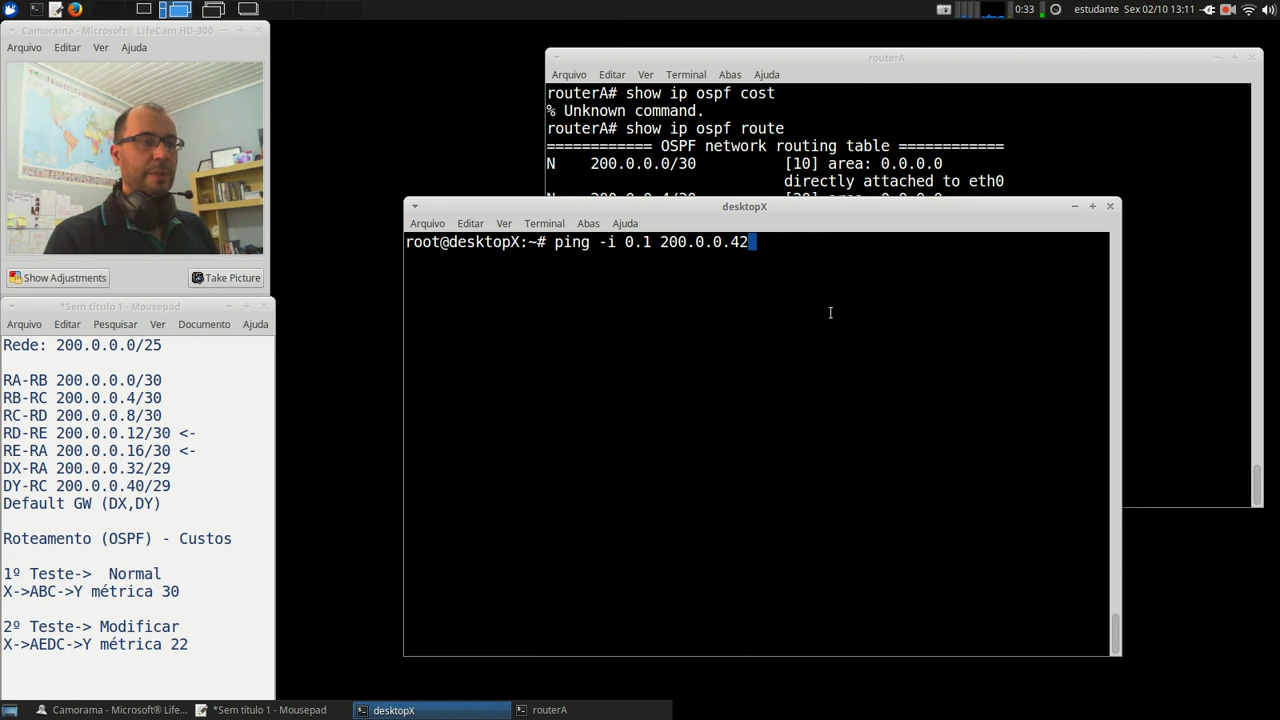 0:33 estudante Sex 02/10 13:11
Camorama - Microsoft® LifeCam HD-300
Arquivo Editar Ver Ajuda
Show Adjustments Take Picture
*Sem título 1 - Mousepad
Arquivo Editar Pesquisar Ver Documento Ajuda
Rede: 200.0.0.0/25
RA-RB 200.0.0.0/30
RB-RC 200.0.0.4/30
RC-RD 200.0.0.8/30
RD-RE 200.0.0.12/30 <-
RE-RA 200.0.0.16/30 <-
DX-RA 200.0.0.32/29
DY-RC 200.0.0.40/29
Default GW (DX,DY)
Roteamento (OSPF) - Custos
1º Teste-> Normal
X->ABC->Y métrica 30
2º Teste-> Modificar
X->AEDC->Y métrica 22
routerA
Arquivo Editar Ver Terminal Abas Ajuda
routerA# show ip ospf cost
% Unknown command.
routerA# show ip ospf route
============ OSPF network routing table ============
N 200.0.0.0/30 [10] area: 0.0.0.0
directly attached to eth0
desktopX
Arquivo Editar Ver Terminal Abas Ajuda
root@desktopX:~# ping -i 0.1 200.0.0.42
Camorama - Microsoft® LifeC... *Sem título 1 - Mousepad desktopX routerA